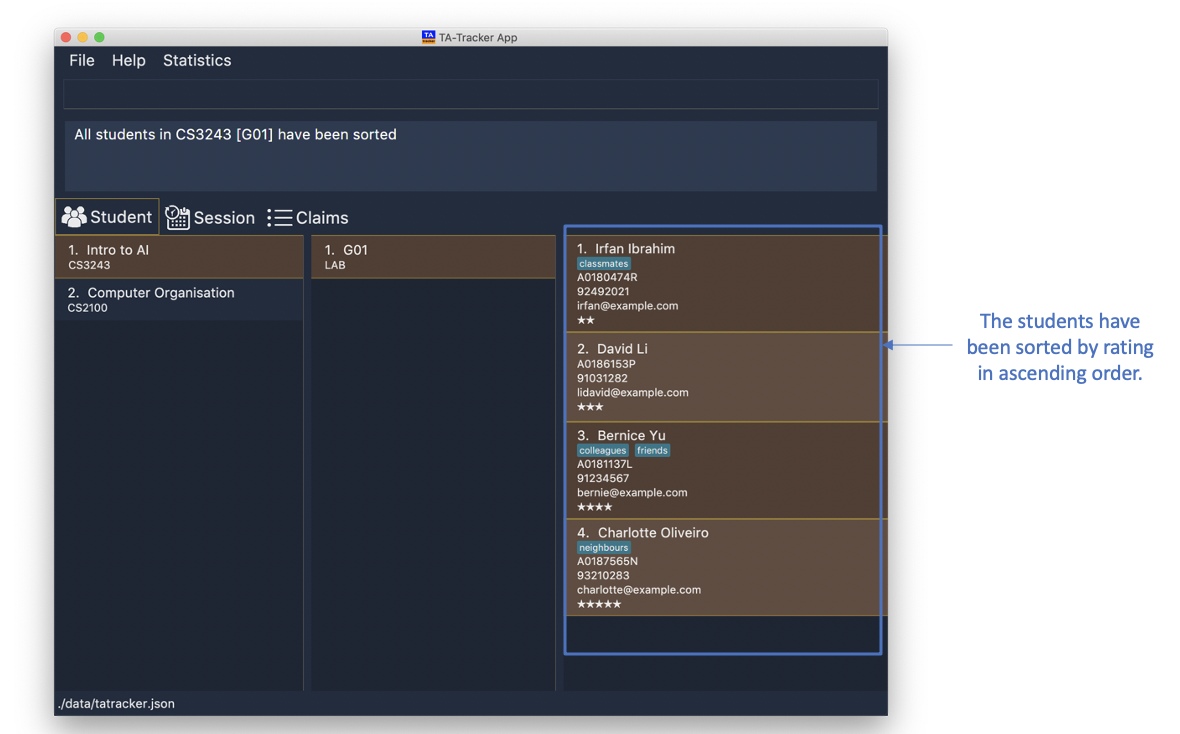 TA-Tracker App
File Help Statistics
All students in CS3243 [G01] have been sorted
Student Session Claims
1. Intro to AI
CS3243
2. Computer Organisation
CS2100
1. G01
LAB
1. Irfan Ibrahim
classmates
A0180474R
92492021
irfan@example.com
★★
2. David Li
A0186153P
91031282
lidavid@example.com
★★★
3. Bernice Yu
colleagues friends
A0181137L
91234567
bernie@example.com
★★★★
4. Charlotte Oliveiro
neighbours
A0187565N
93210283
charlotte@example.com
★★★★★
The students have
been sorted by rating
in ascending order.
./data/tatracker.json